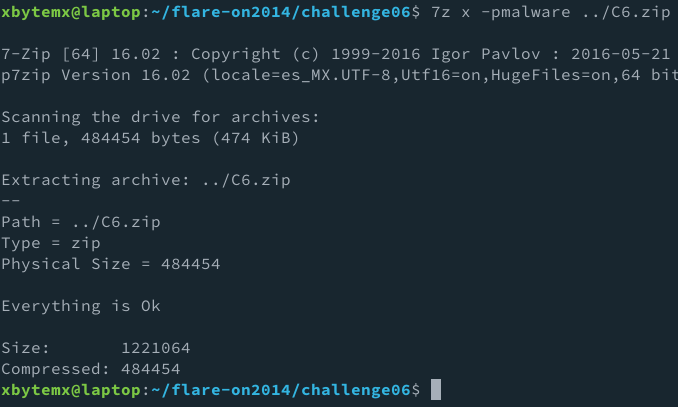 xbytemx@laptop:~/flare-on2014/challenge06$ 7z x -pmalware ../C6.zip
7-Zip [64] 16.02 : Copyright (c) 1999-2016 Igor Pavlov : 2016-05-21
p7zip Version 16.02 (locale=es_MX.UTF-8,Utf16=on,HugeFiles=on,64 bit
Scanning the drive for archives:
1 file, 484454 bytes (474 KiB)
Extracting archive: ../C6.zip
--
Path = ../C6.zip
Type = zip
Physical Size = 484454
Everything is Ok
Size:       1221064
Compressed: 484454
xbytemx@laptop:~/flare-on2014/challenge06$